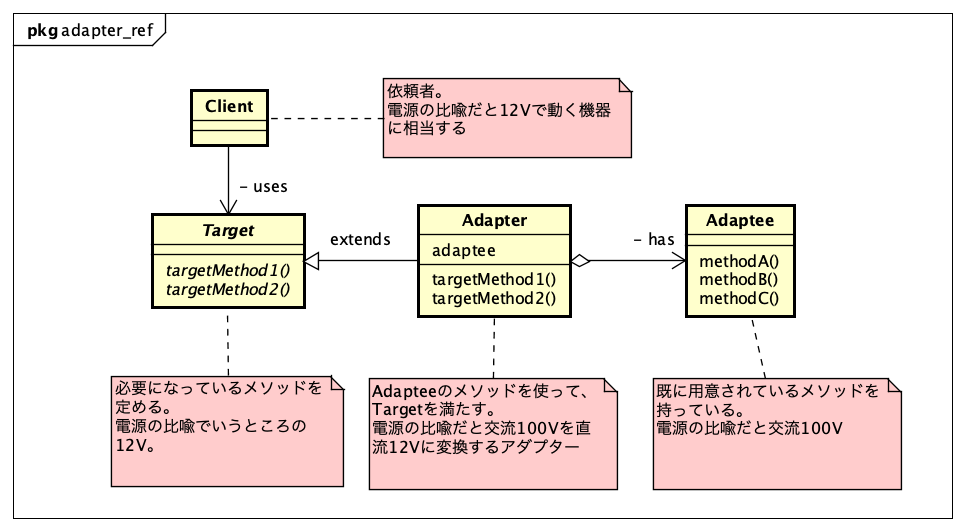 pkg adapter_ref
依頼者。
電源の比喩だと12Vで動く機器
に相当する
Client
- uses
Target
targetMethod1()
targetMethod2()
extends
Adapter
adaptee
targetMethod1()
targetMethod2()
- has
Adaptee
methodA()
methodB()
methodC()
必要になっているメソッドを
定める。
電源の比喩でいうところの
12V。
Adapteeのメソッドを使って、
Targetを満たす。
電源の比喩だと交流100Vを直
流12Vに変換するアダプター
既に用意されているメソッドを
持っている。
電源の比喩だと交流100V